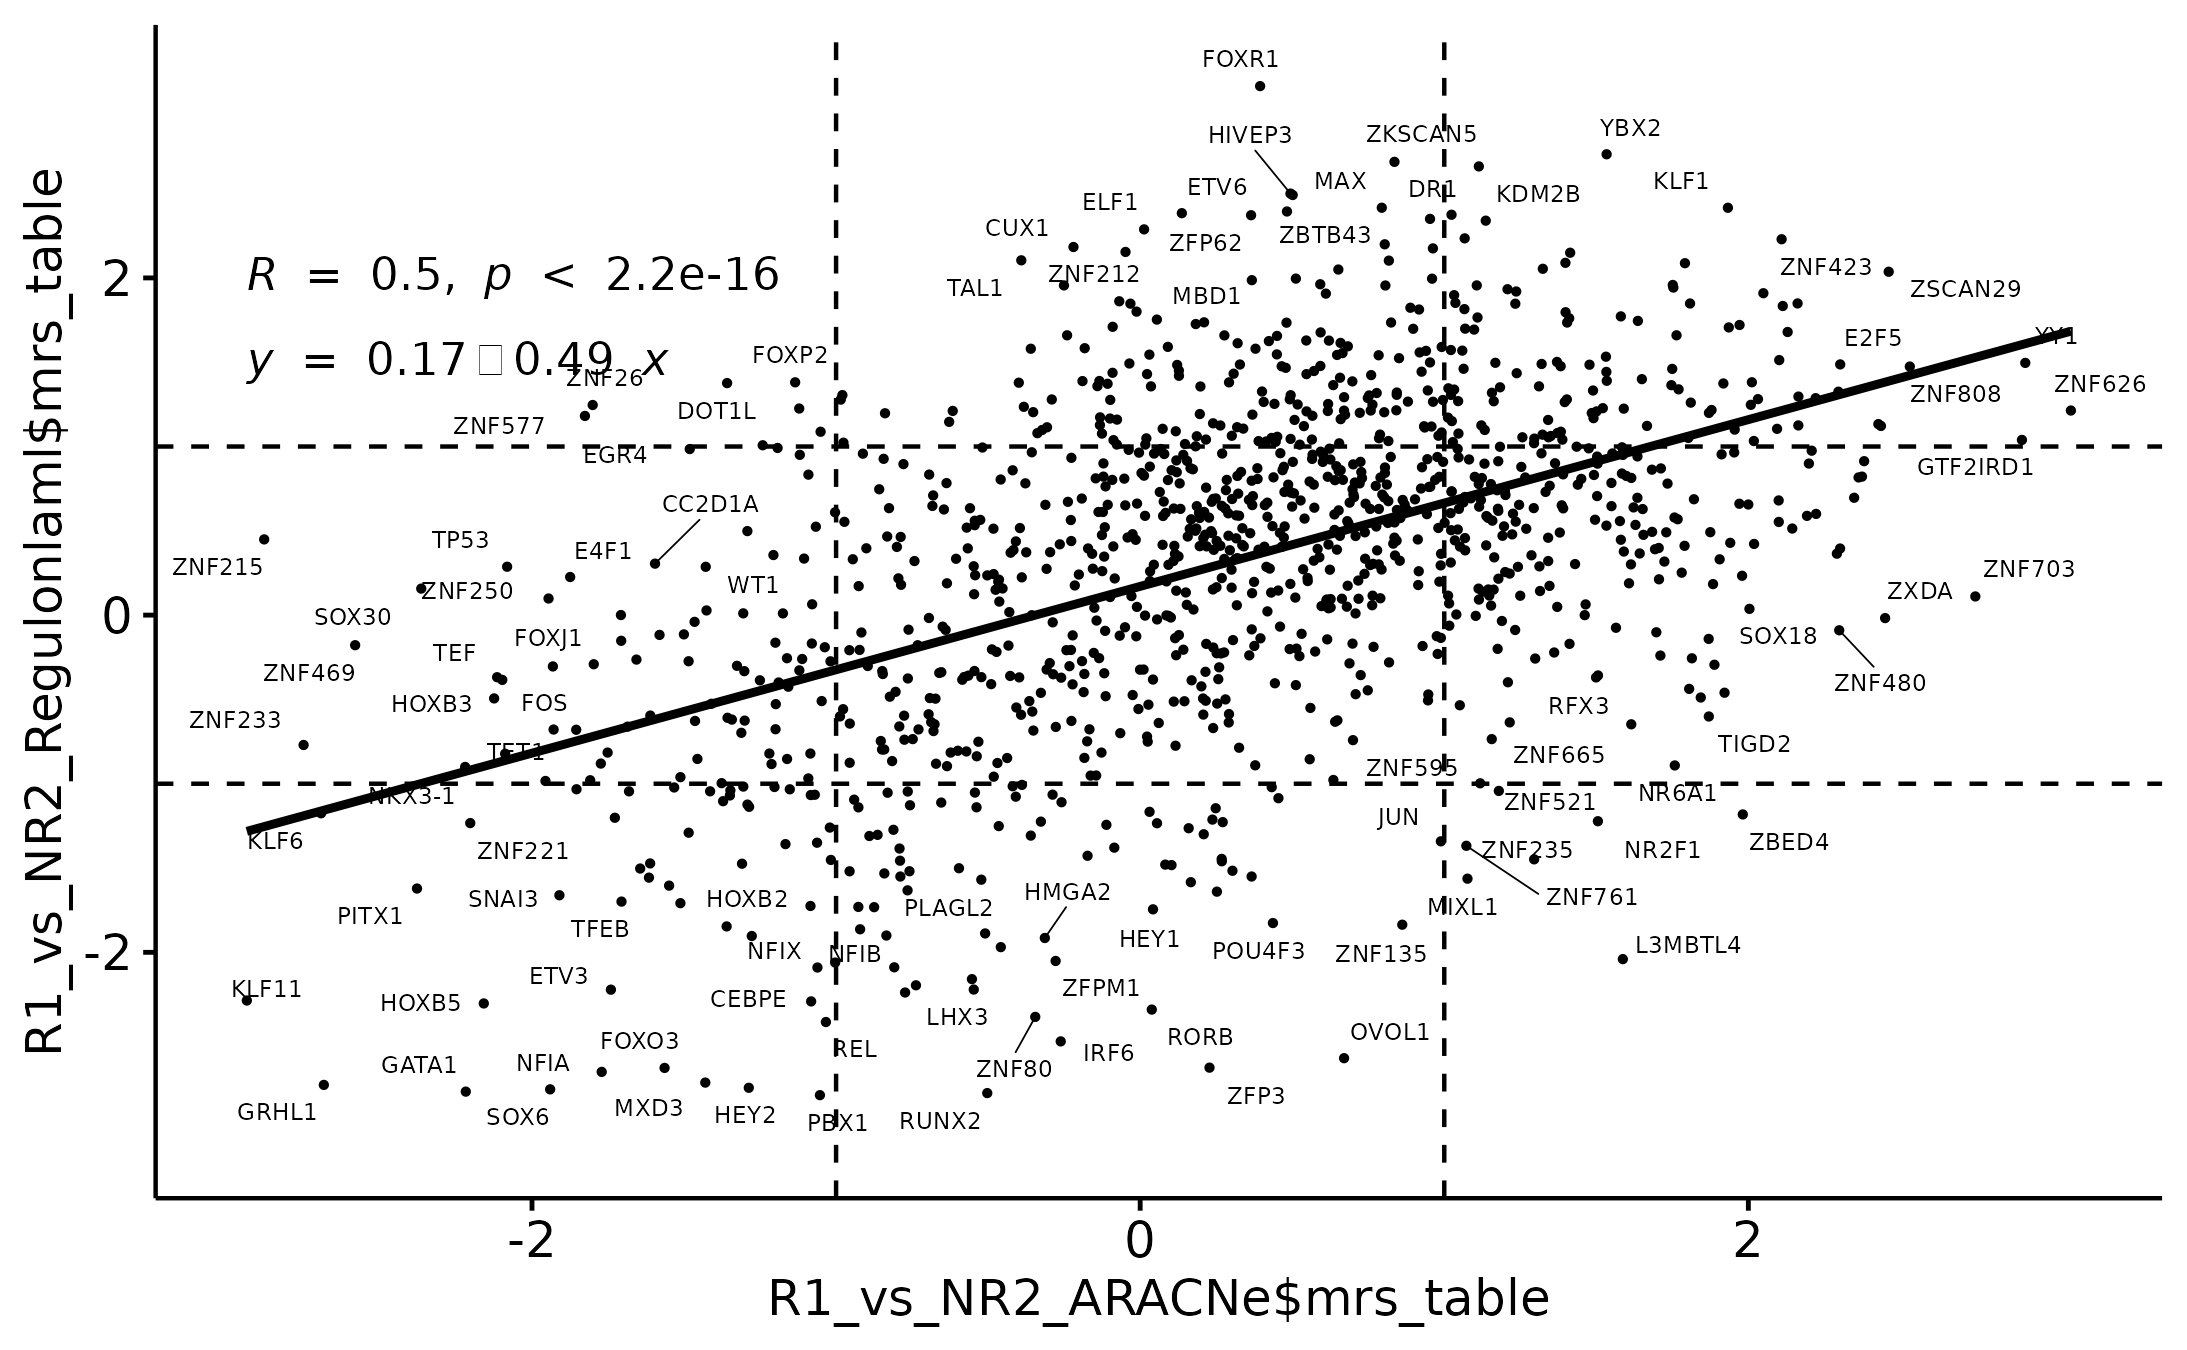 R1_vs_NR2_Regulonlaml$mrs_table
R = 0.5, p < 2.2e-16
y = 0.17 □ 0.49 x
FOXR1
HIVEP3
ZKSCAN5
YBX2
ETV6
MAX
DR1
KDM2B
KLF1
ELF1
CUX1
ZFP62
ZBTB43
TAL1
ZNF212
MBD1
ZNF423
ZSCAN29
2
FOXP2
E2F5
YY1
ZNF26
ZNF577
DOT1L
ZNF808
ZNF626
EGR4
GTF2IRD1
CC2D1A
TP53
E4F1
ZNF215
ZNF250
WT1
ZXDA
ZNF703
SOX30
0
FOXJ1
TEF
SOX18
ZNF469
ZNF480
HOXB3
FOS
RFX3
ZNF233
TET1
ZNF665
TIGD2
ZNF595
NKX3-1
ZNF521
NR6A1
JUN
KLF6
ZNF221
ZNF235
NR2F1
ZBED4
PITX1
SNAI3
TFEB
HOXB2
PLAGL2
HMGA2
MIXL1
ZNF761
NFIX
NFIB
HEY1
POU4F3
ZNF135
L3MBTL4
-2
KLF11
HOXB5
ETV3
CEBPE
ZFPM1
LHX3
FOXO3
REL
RORB
OVOL1
GATA1
NFIA
ZNF80
IRF6
GRHL1
SOX6
MXD3
HEY2
PBX1
RUNX2
ZFP3
-2
0
2
R1_vs_NR2_ARACNe$mrs_table